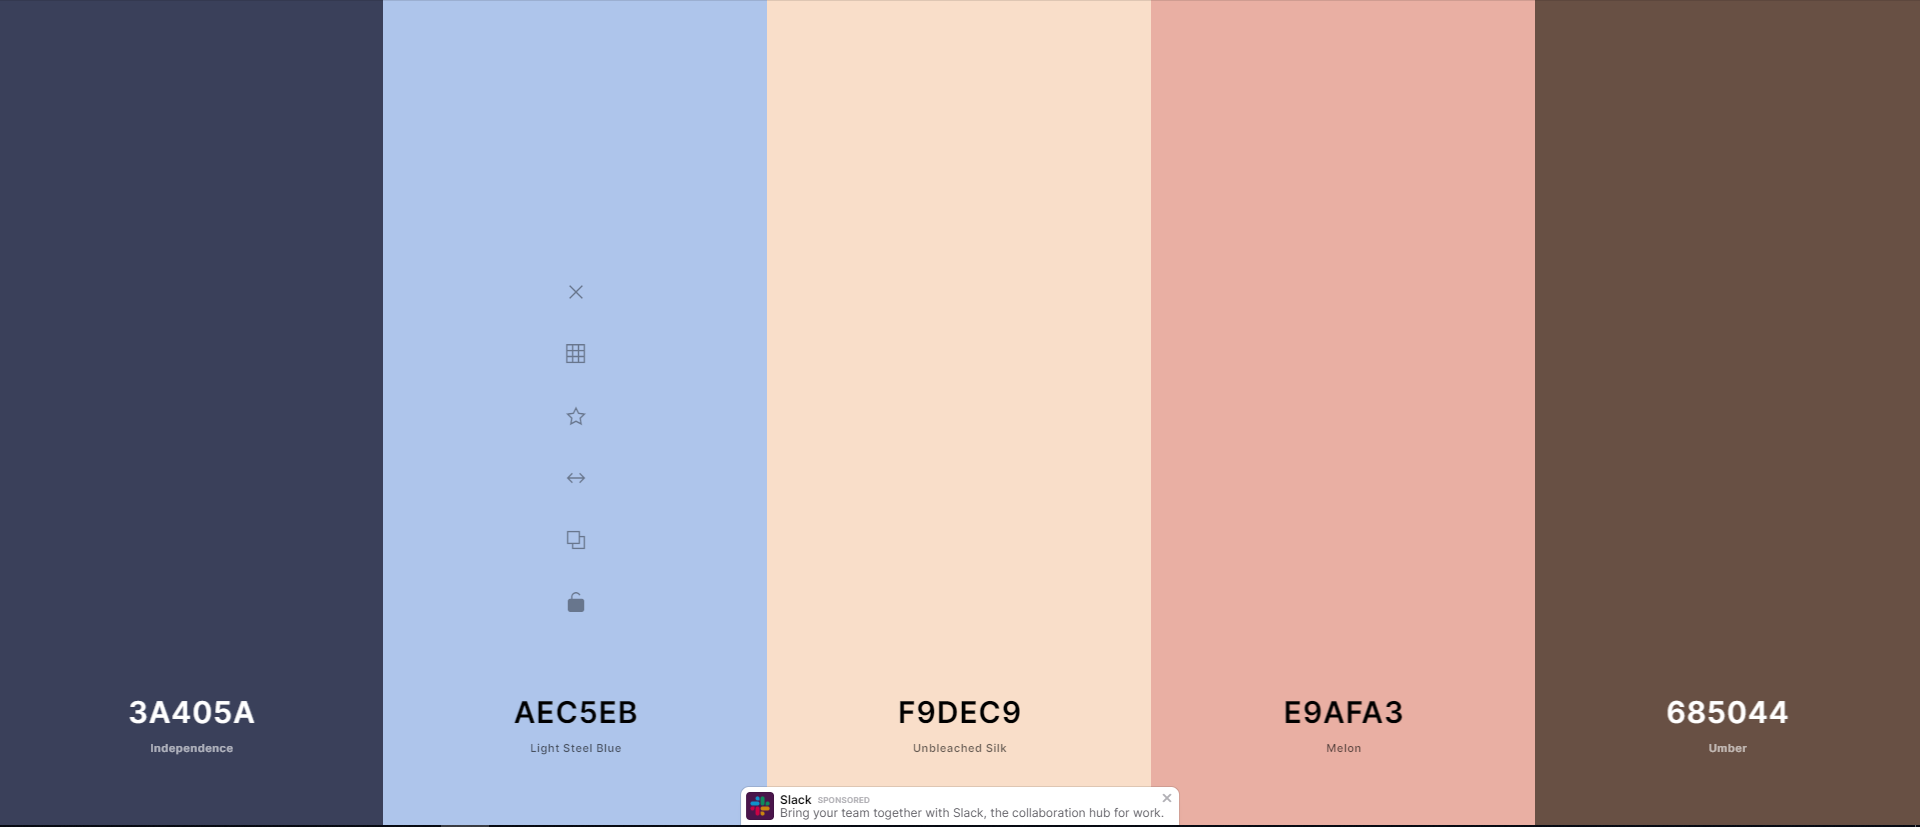 3A405A
Independence
AEC5EB
Light Steel Blue
F9DEC9
Unbleached Silk
E9AFA3
Melon
685044
Umber
Slack SPONSORED
Bring your team together with Slack, the collaboration hub for work.